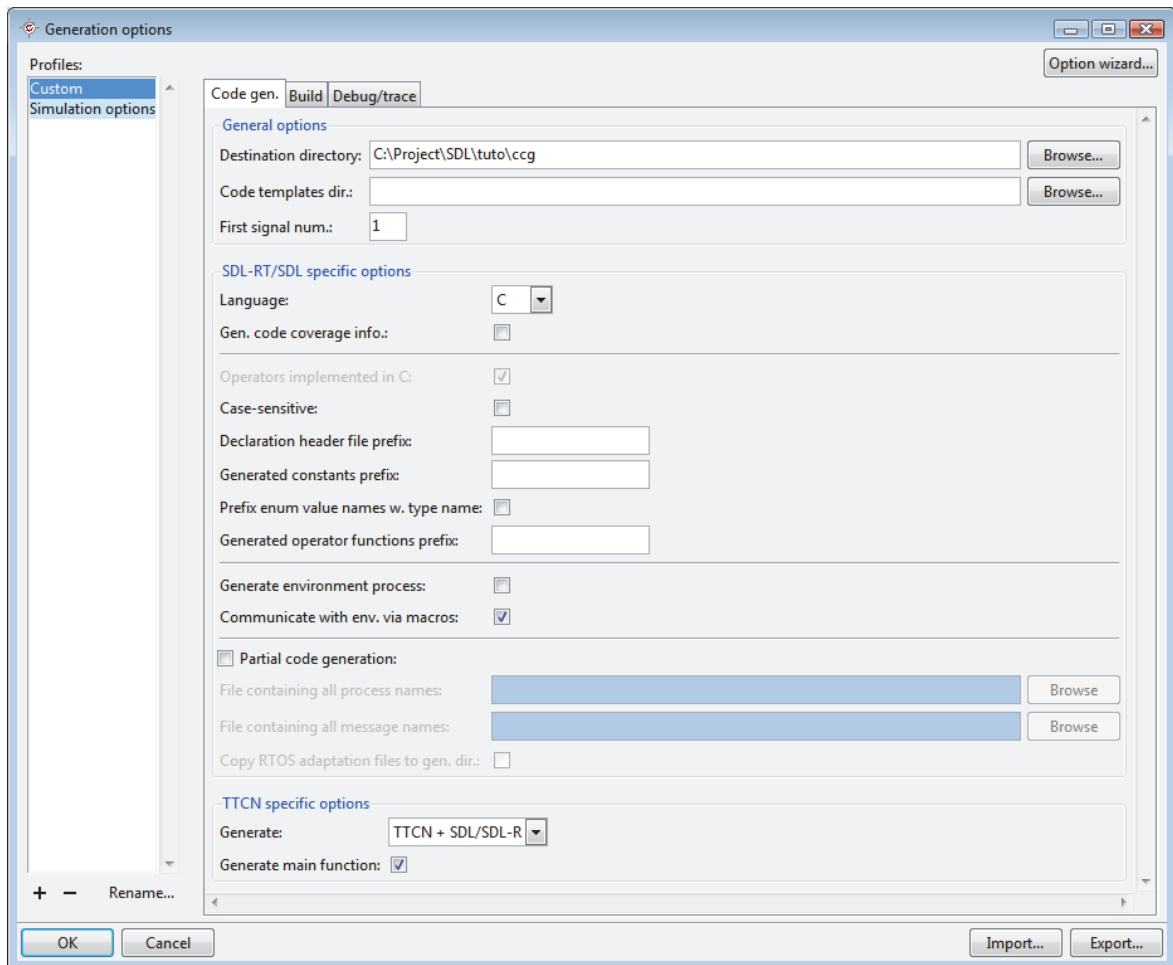 Generation options
Profiles:
Option wizard...
Custom
Simulation options
Code gen. Build Debug/trace
General options
Destination directory: C:\Project\SDL\tuto\ccg Browse...
Code templates dir.: Browse...
First signal num.: 1
SDL-RT/SDL specific options
Language: C
Gen. code coverage info.:
Operators implemented in C:
Case-sensitive:
Declaration header file prefix:
Generated constants prefix:
Prefix enum value names w. type name:
Generated operator functions prefix:
Generate environment process:
Communicate with env. via macros:
Partial code generation:
File containing all process names: Browse
File containing all message names: Browse
Copy RTOS adaptation files to gen. dir.:
TTCN specific options
Generate: TTCN + SDL/SDL-R
Generate main function:
+ − Rename...
OK Cancel Import... Export...